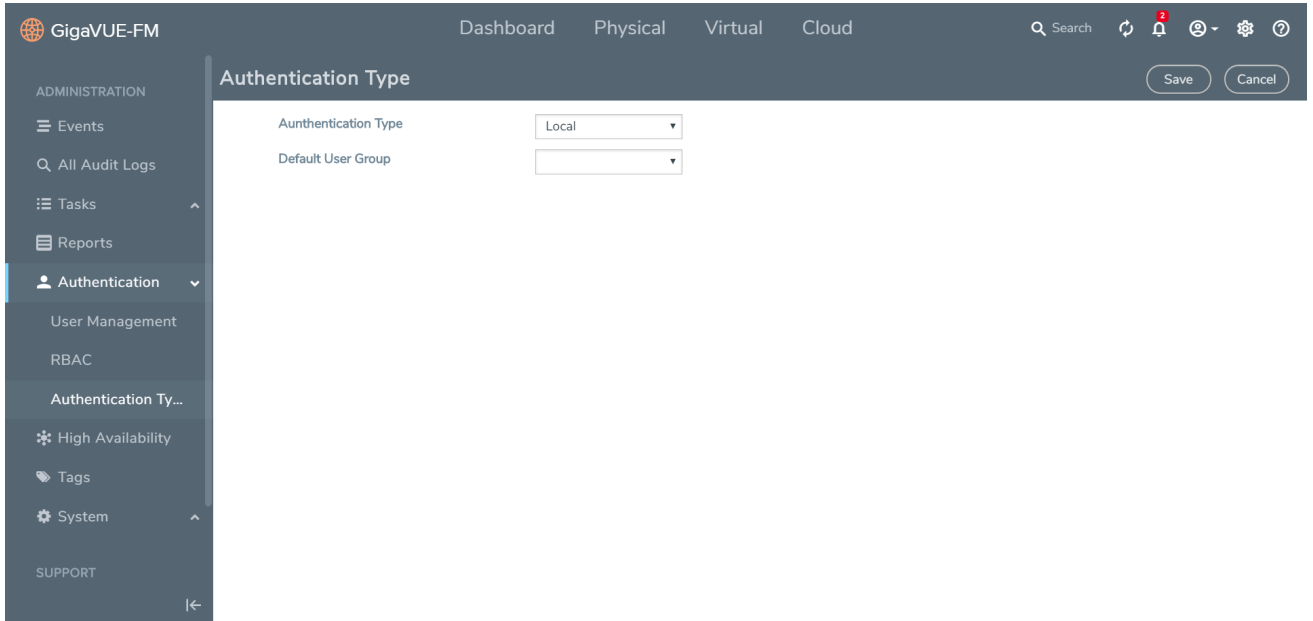 GigaVUE-FM
Dashboard
Physical
Virtual
Cloud
Search
2
ADMINISTRATION
Events
All Audit Logs
Tasks
Reports
Authentication
User Management
RBAC
Authentication Ty...
High Availability
Tags
System
SUPPORT
Authentication Type
Save
Cancel
Aunthentication Type
Local
Default User Group